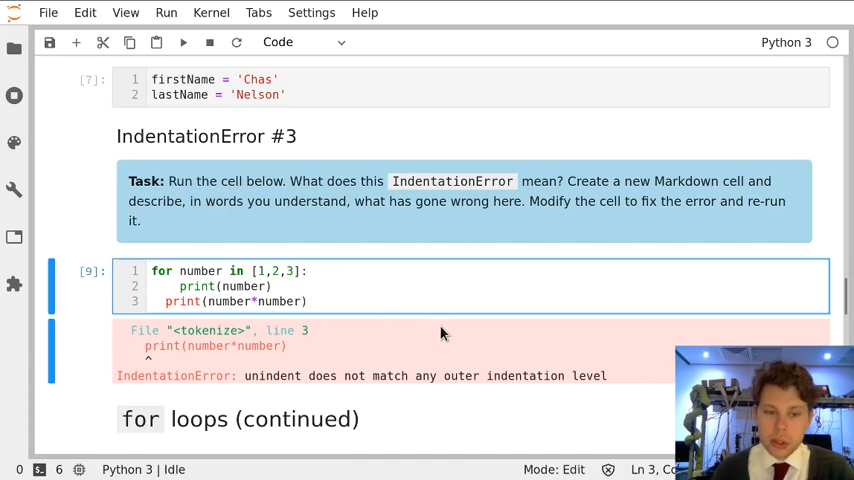 File Edit View Run Kernel Tabs Settings Help
Code Python 3
[7]: 1 firstName = 'Chas'
2 lastName = 'Nelson'
IndentationError #3
Task: Run the cell below. What does this IndentationError mean? Create a new Markdown cell and
describe, in words you understand, what has gone wrong here. Modify the cell to fix the error and re-run
it.
[9]: 1 for number in [1,2,3]:
2 print(number)
3 print(number*number)
File "<tokenize>", line 3
print(number*number)
^
IndentationError: unindent does not match any outer indentation level
for loops (continued)
0 6 Python 3 | Idle Mode: Edit Ln 3,